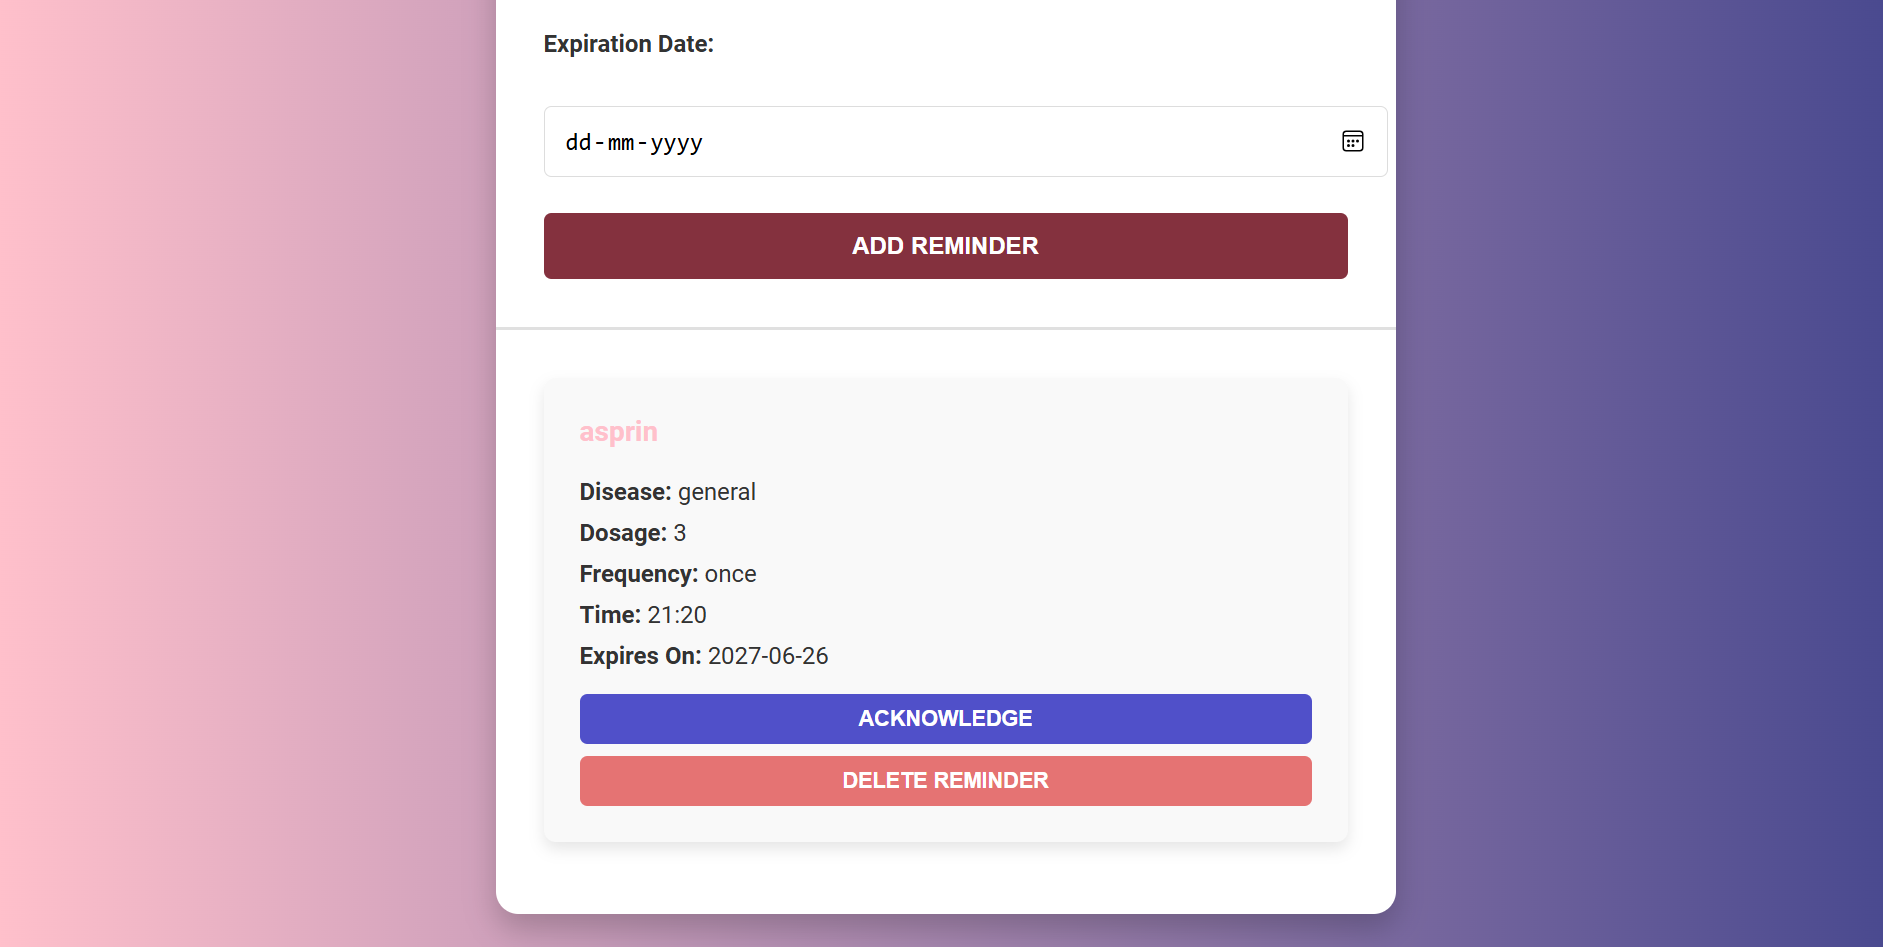 Expiration Date:
dd-mm-yyyy
ADD REMINDER
asprin
Disease: general
Dosage: 3
Frequency: once
Time: 21:20
Expires On: 2027-06-26
ACKNOWLEDGE
DELETE REMINDER